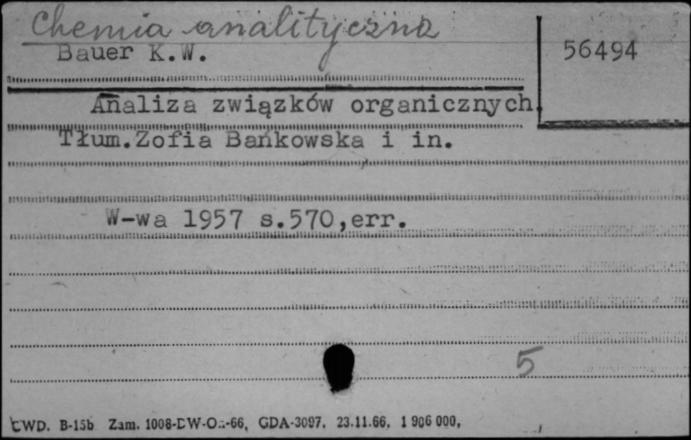 Chemia analityczna
Bauer K.W.
56494
Analiza związków organicznych
Tłum.Zofia Bańkowska i in.
W-wa 1957 s.570,err.
5
CWD. B-15b Zam. 1008-DW-O -66, GDA-3097. 23.11.66. 1 906 000,